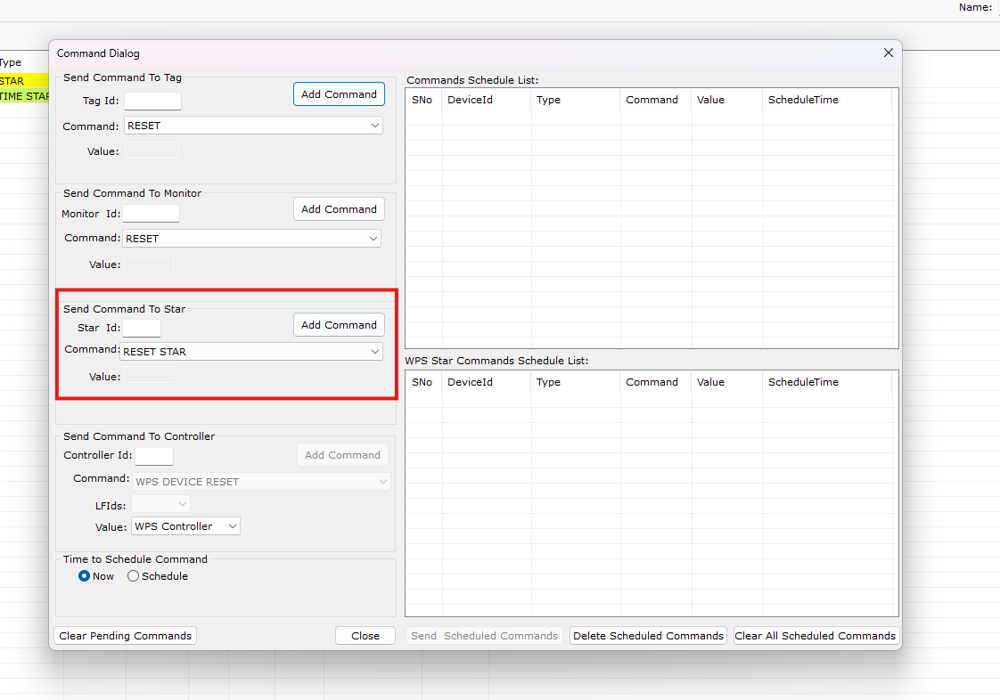 Name:
Type
STAR
TIME STAR
Command Dialog
Send Command To Tag
Tag Id:
Add Command
Command: RESET
Value:
Send Command To Monitor
Monitor Id:
Add Command
Command: RESET
Value:
Send Command To Star
Star Id:
Add Command
Command: RESET STAR
Value:
Send Command To Controller
Controller Id:
Add Command
Command: WPS DEVICE RESET
LFIds:
Value: WPS Controller
Time to Schedule Command
Now Schedule
Clear Pending Commands
Close
Commands Schedule List:
SNo DeviceId Type Command Value ScheduleTime
WPS Star Commands Schedule List:
SNo DeviceId Type Command Value ScheduleTime
Send Scheduled Commands
Delete Scheduled Commands
Clear All Scheduled Commands